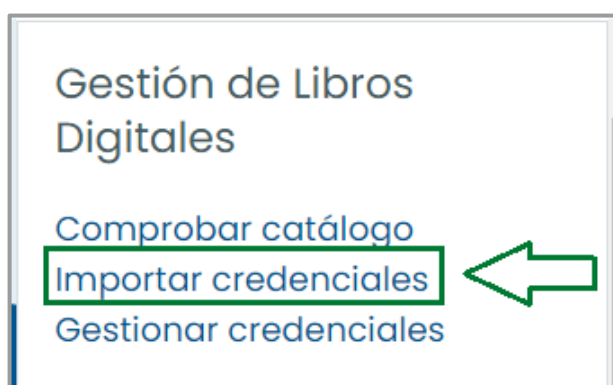 Gestión de Libros
Digitales
Comprobar catálogo
Importar credenciales
Gestionar credenciales